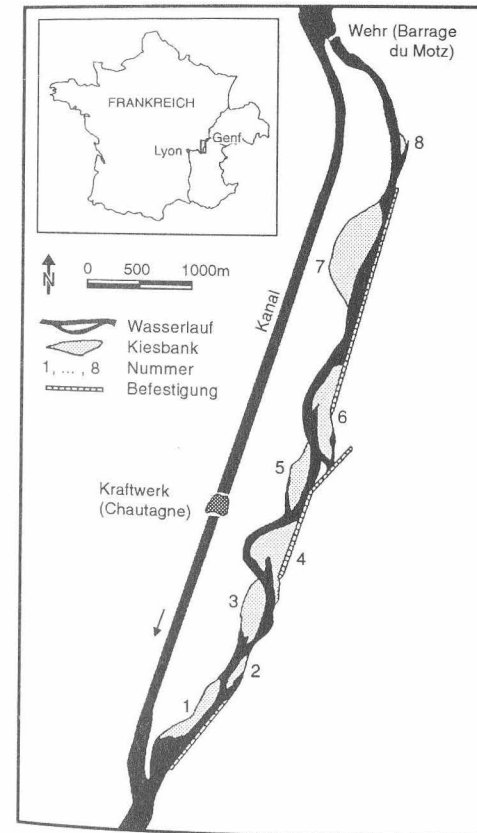 Wehr (Barrage
du Motz)
FRANKREICH
Genf
Lyon
8
7
N
0 500 1000m
Kanal
Wasserlauf
Kiesbank
1, ... , 8 Nummer
Befestigung
6
5
Kraftwerk
(Chautagne)
4
3
2
1